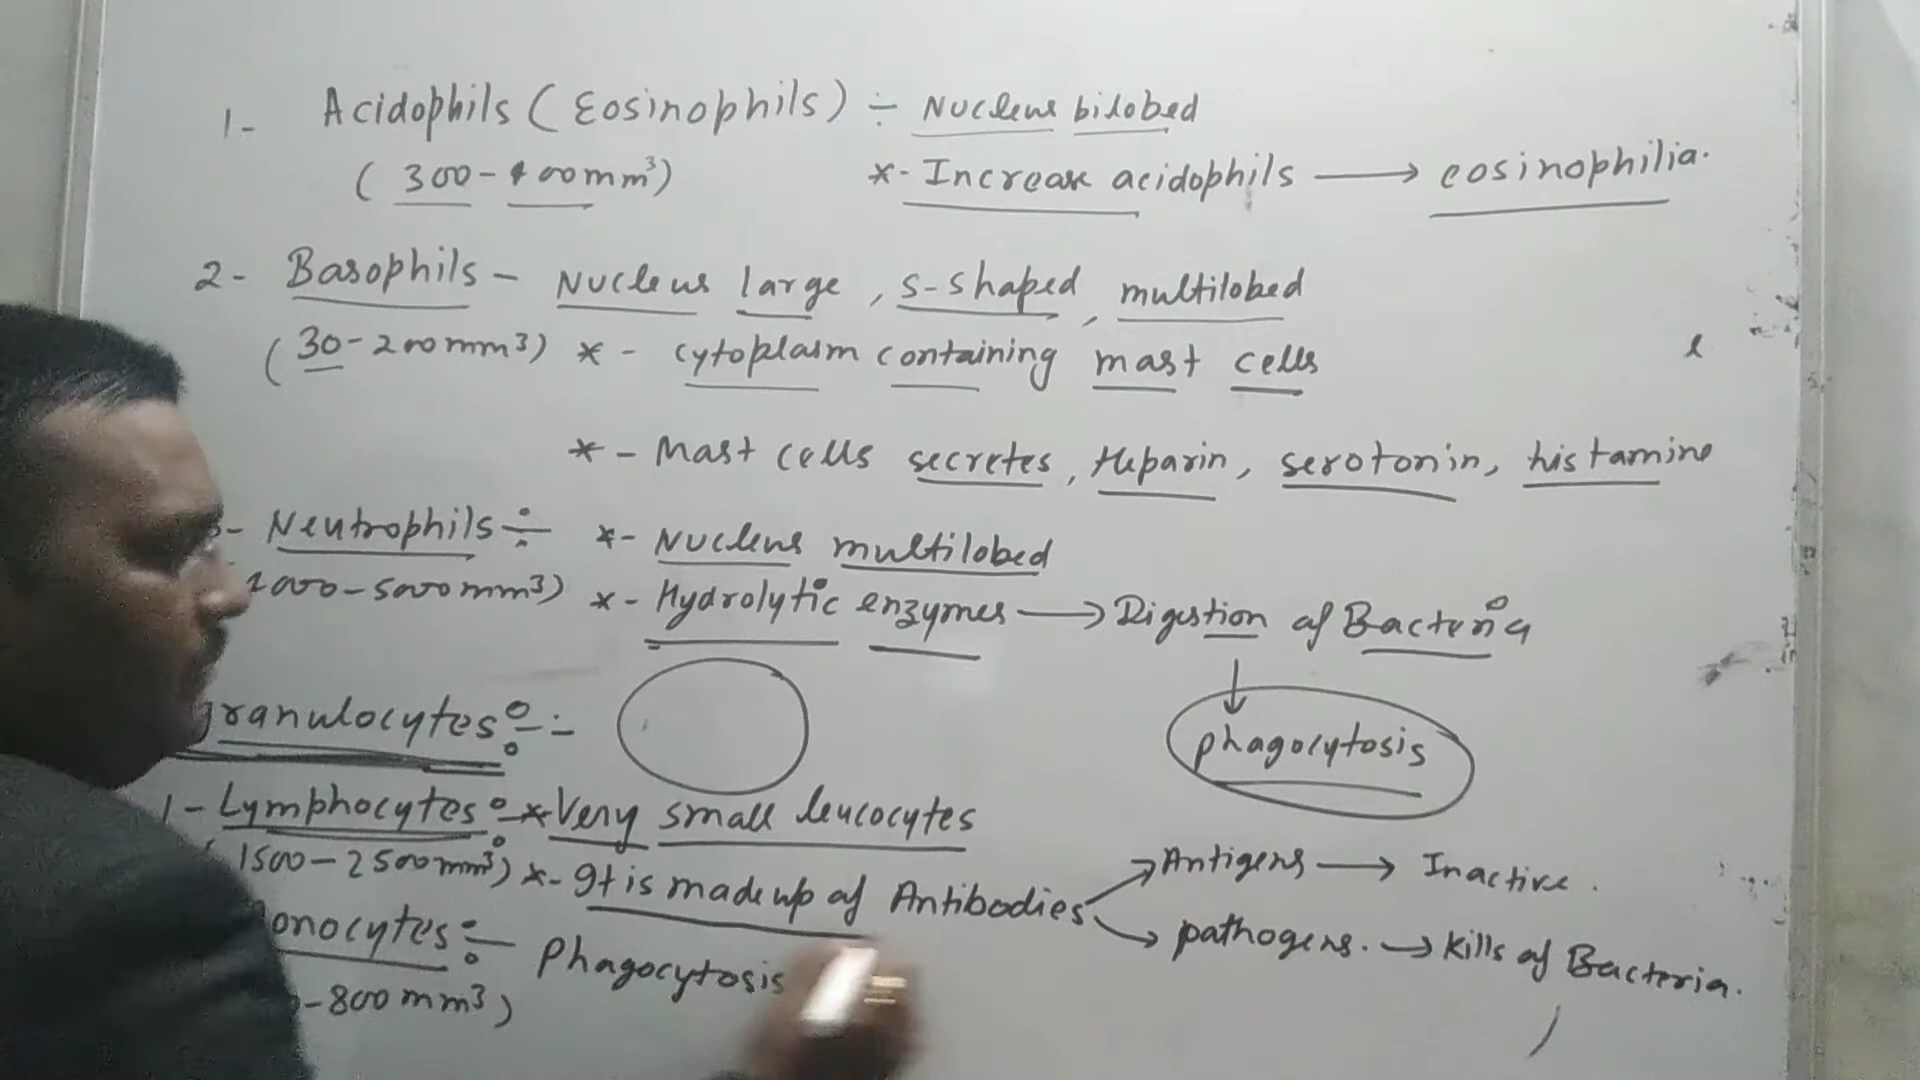 1- Acidophils (Eosinophils) ÷ Nucleus bilobed
(300-400mm³) *- Increase acidophils → eosinophilia.
2- Basophils - Nucleus large, s-shaped, multilobed
(30-200mm³) *- cytoplasm containing mast cells
*- Mast cells secretes, Heparin, serotonin, histamine
Neutrophils ÷ *- Nucleus multilobed
-5000mm³) *- Hydrolytic enzymes → Digestion of Bacteria
granulocytes ÷-
phagocytosis
1- Lymphocytes ÷ * Very small leucocytes
(1500-2500mm³) *- It is made up of Antibodies → Antigens → Inactive.
→ pathogens. → kills of Bacteria.
onocytes ÷ Phagocytosis
-800mm³)